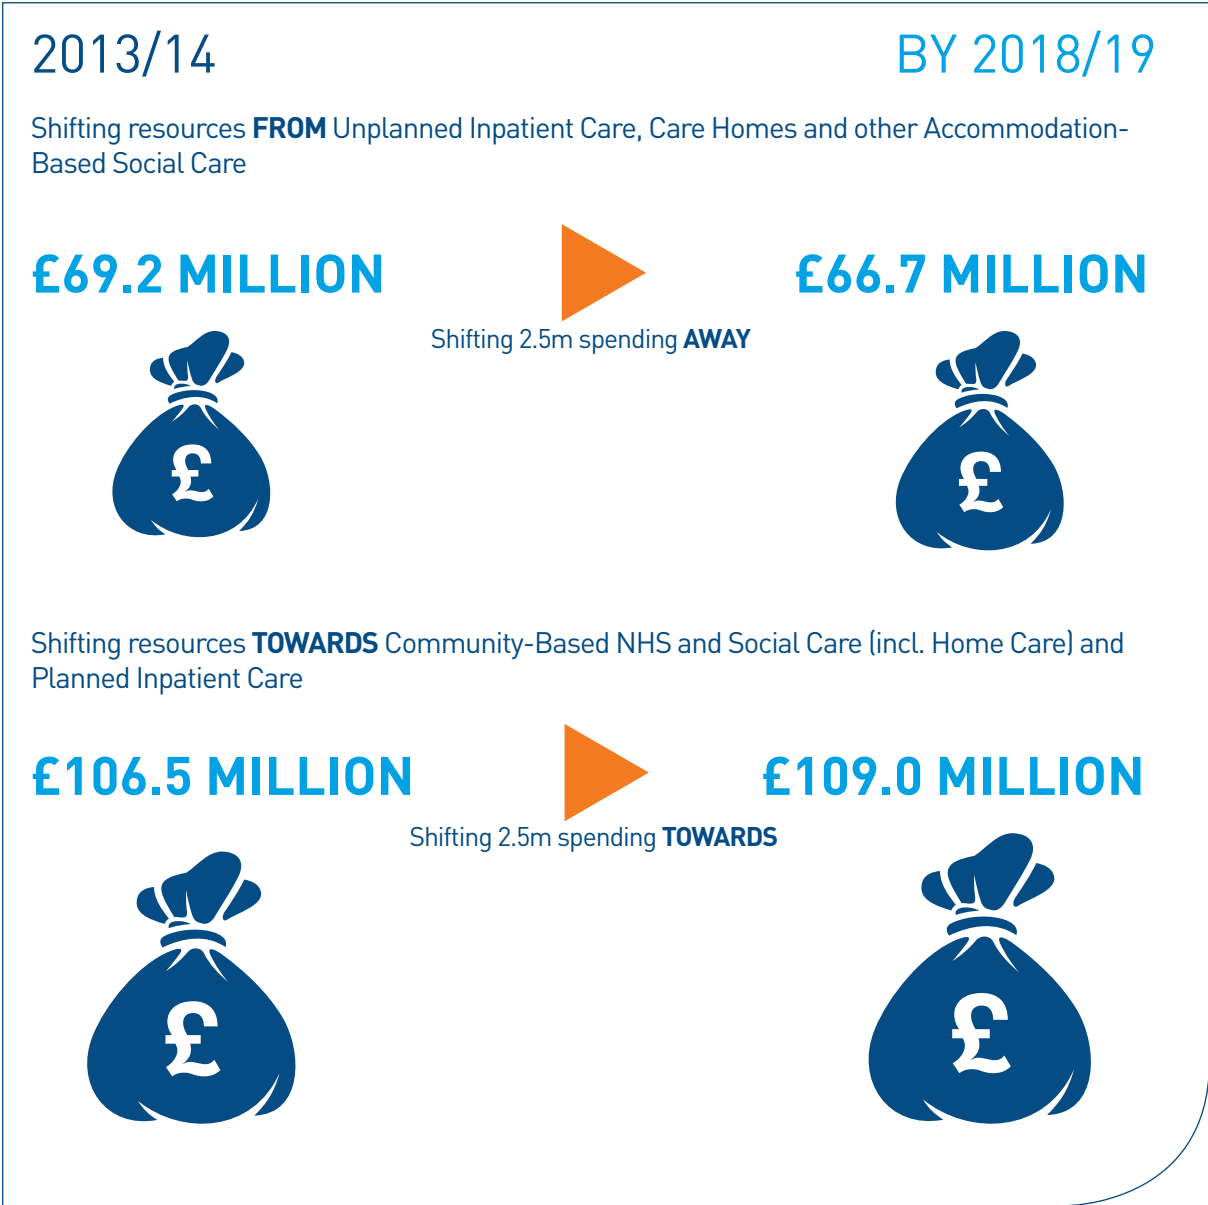 2013/14
BY 2018/19
Shifting resources FROM Unplanned Inpatient Care, Care Homes and other Accommodation-
Based Social Care
£69.2 MILLION
£66.7 MILLION
Shifting 2.5m spending AWAY
£
£
Shifting resources TOWARDS Community-Based NHS and Social Care (incl. Home Care) and
Planned Inpatient Care
£106.5 MILLION
£109.0 MILLION
Shifting 2.5m spending TOWARDS
£
£